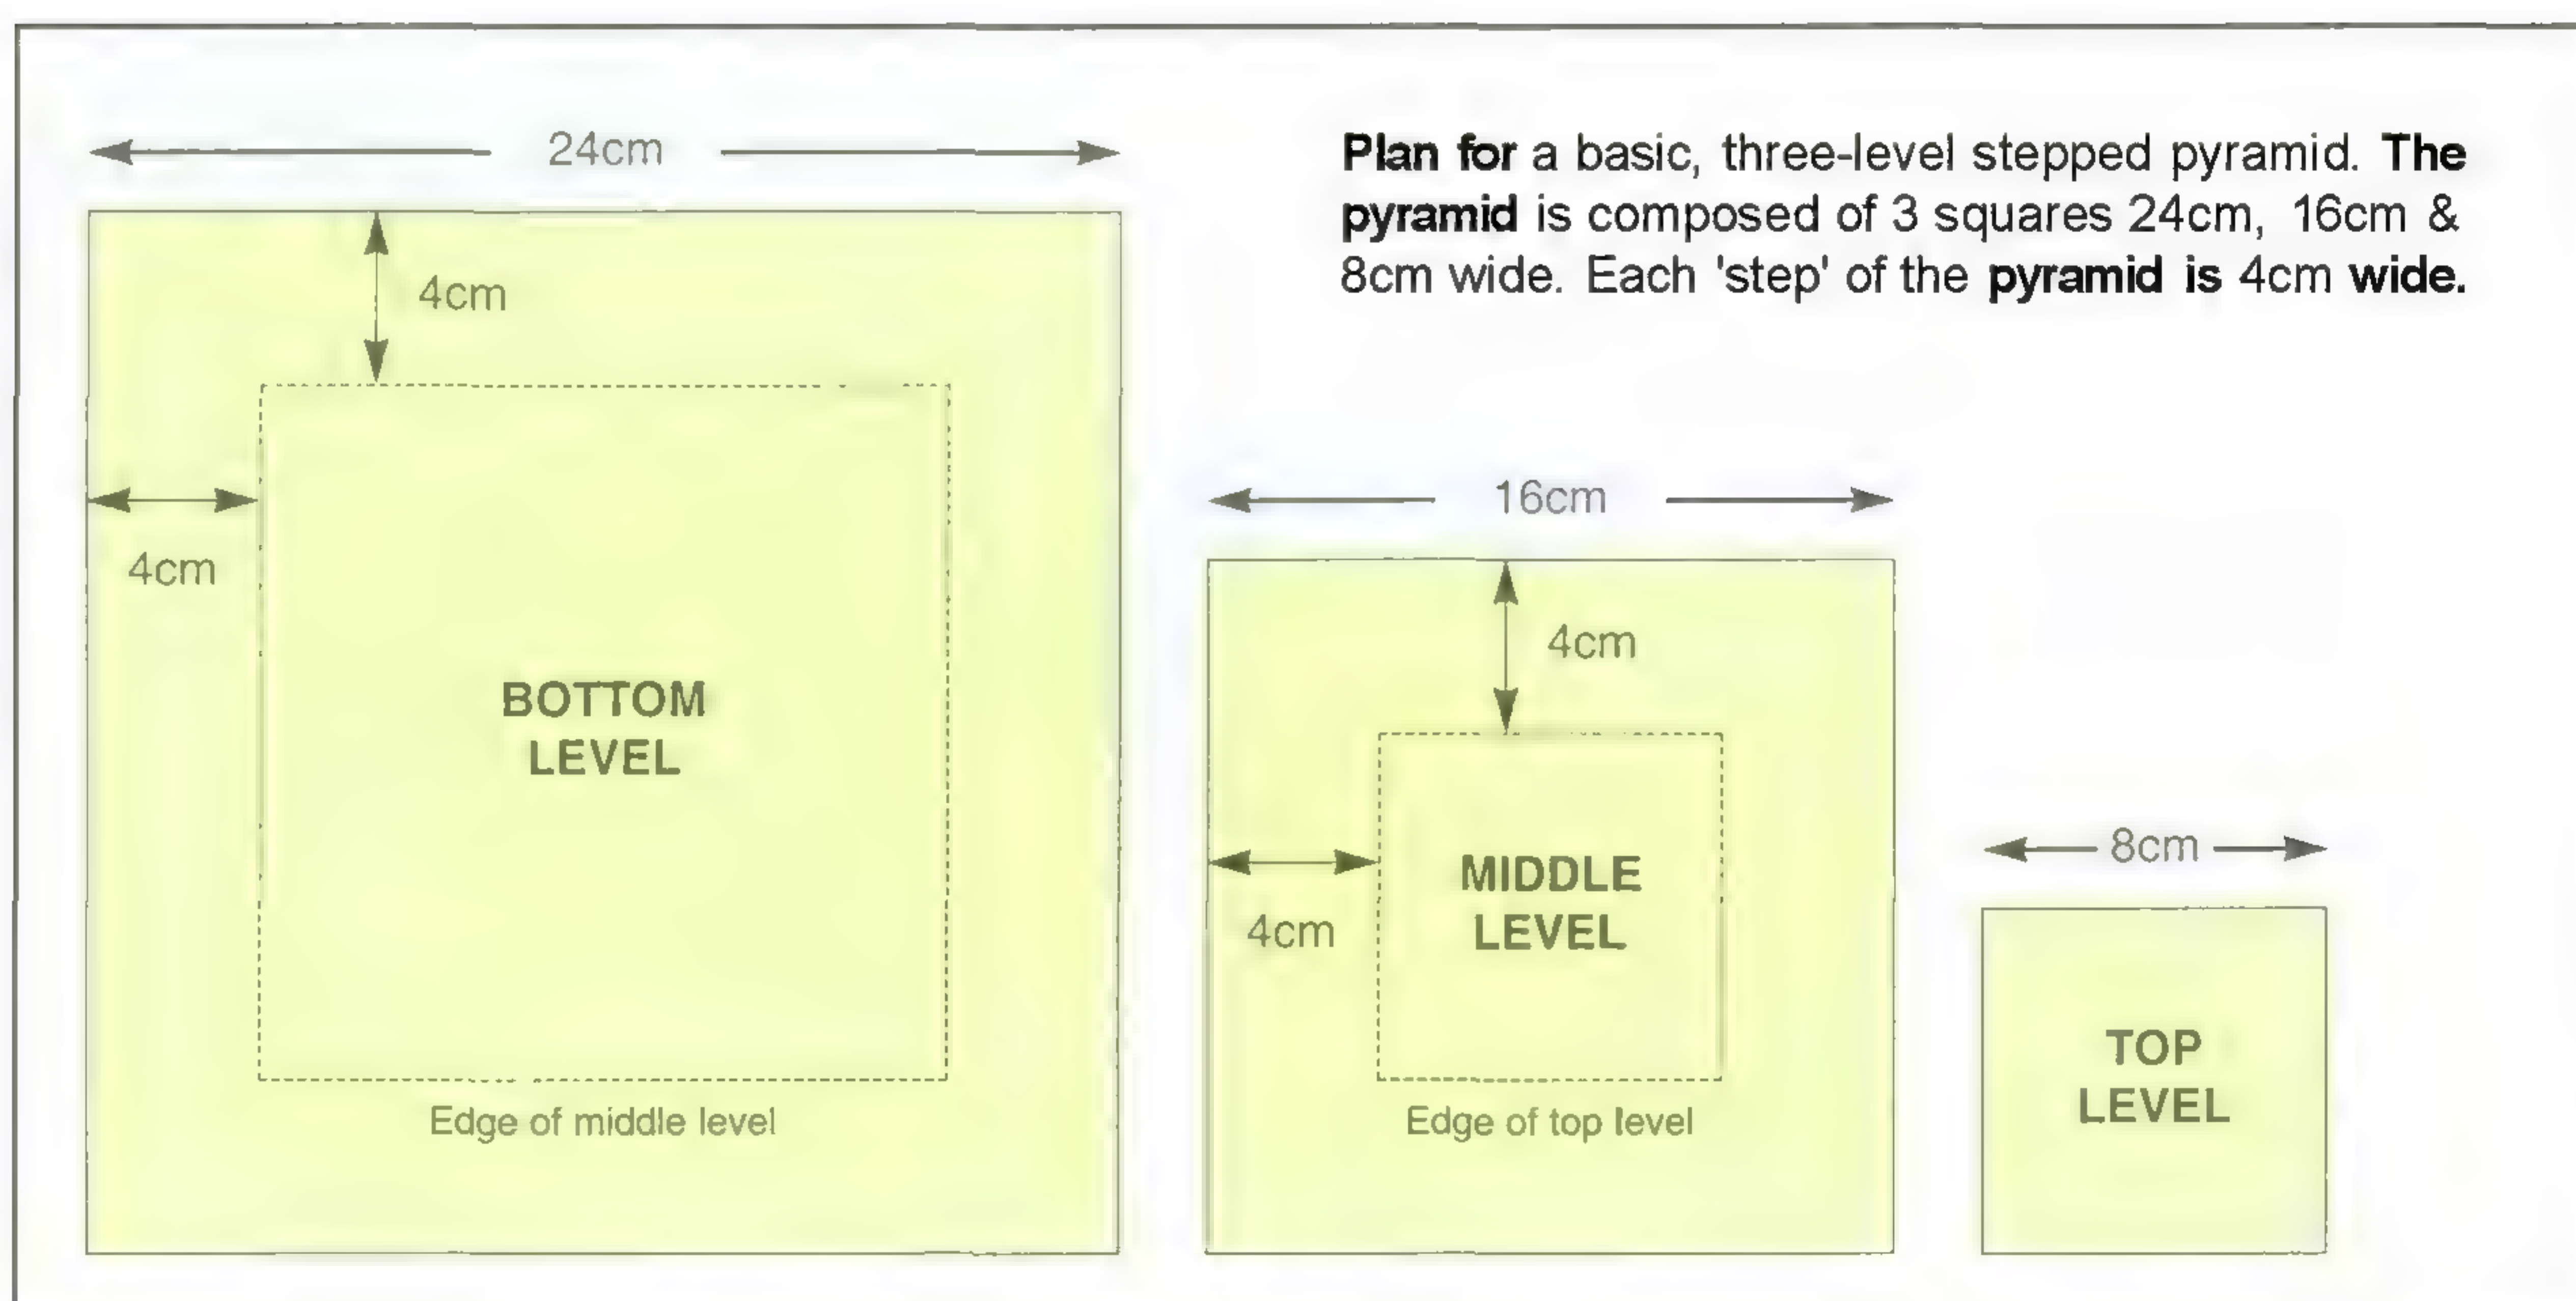 24cm
Plan for a basic, three-level stepped pyramid. The
pyramid is composed of 3 squares 24cm, 16cm &
8cm wide. Each 'step' of the pyramid is 4cm wide.
4cm
4cm
BOTTOM
LEVEL
Edge of middle level
16cm
4cm
4cm
MIDDLE
LEVEL
Edge of top level
8cm
TOP
LEVEL